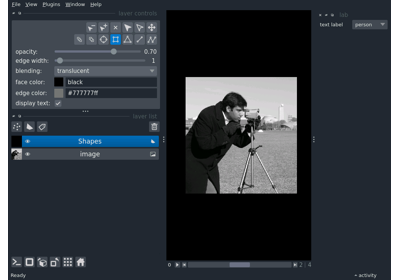 File View Plugins Window Help
layer controls
opacity: 0.70
edge width: 1
blending: translucent
face color: black
edge color: #777777ff
display text:
layer list
Shapes
image
Ready
0
2
4
text label person
activity